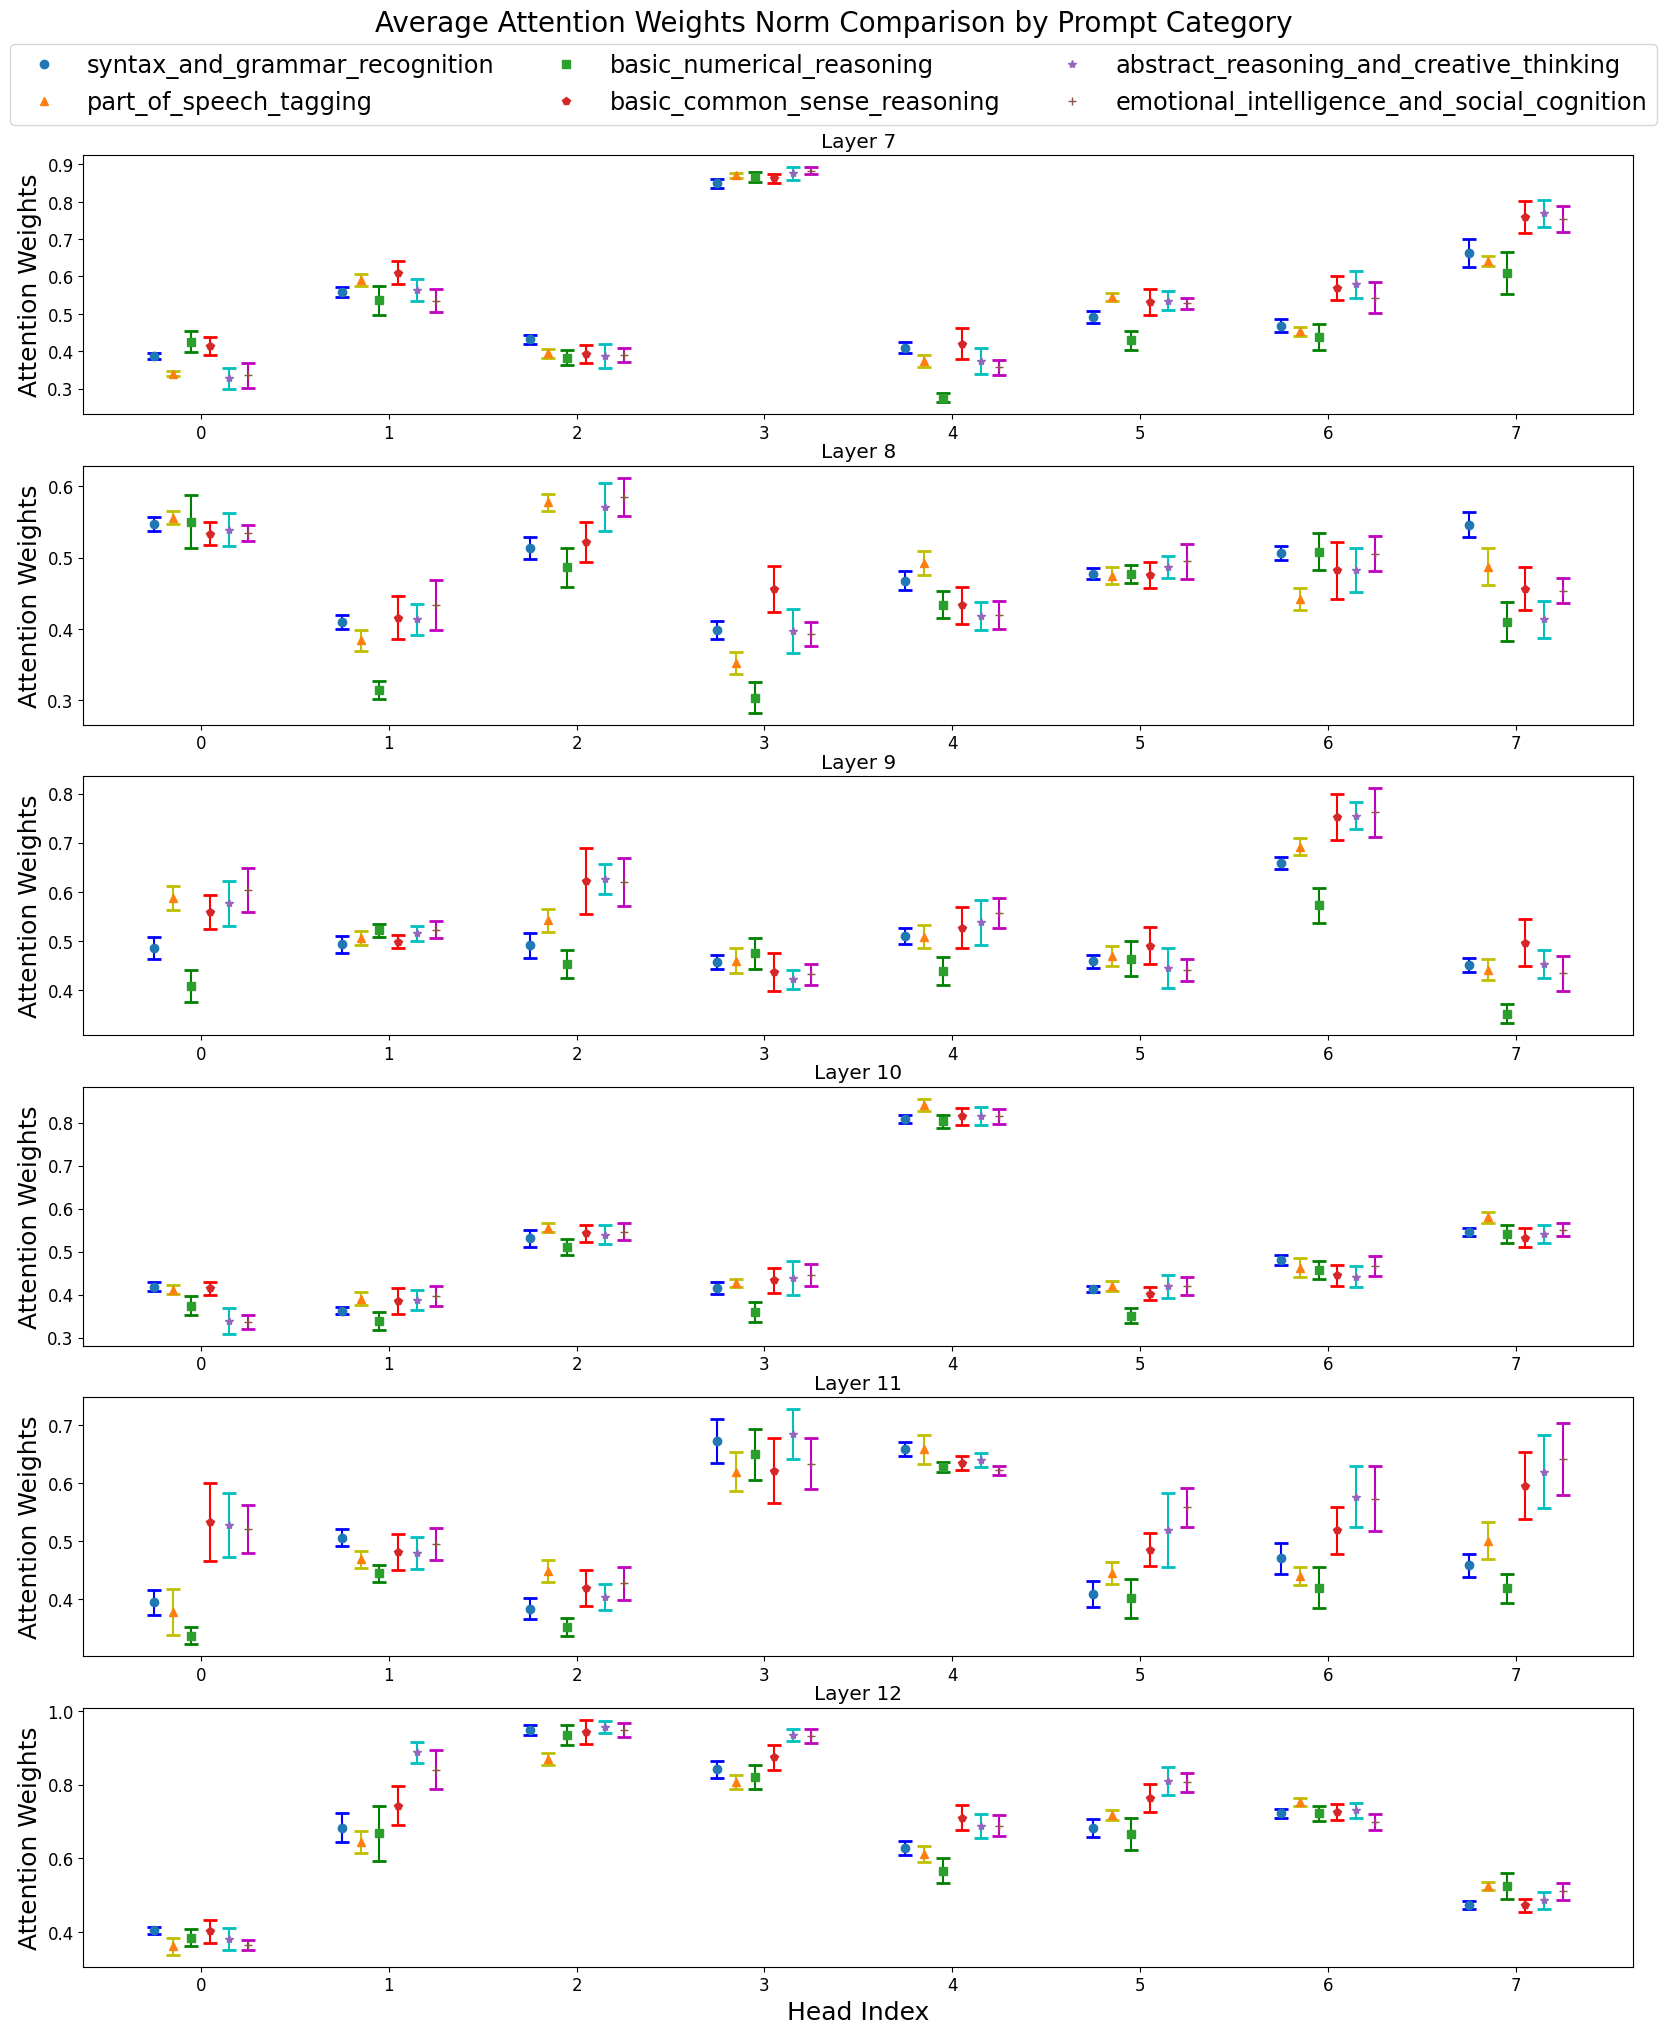 Average Attention Weights Norm Comparison by Prompt Category
syntax_and_grammar_recognition basic_numerical_reasoning abstract_reasoning_and_creative_thinking
part_of_speech_tagging basic_common_sense_reasoning emotional_intelligence_and_social_cognition
Layer 7
Attention Weights
0.9
0.8
0.7
0.6
0.5
0.4
0.3
0 1 2 3 4 5 6 7
Layer 8
Attention Weights
0.6
0.5
0.4
0.3
0 1 2 3 4 5 6 7
Layer 9
Attention Weights
0.8
0.7
0.6
0.5
0.4
0 1 2 3 4 5 6 7
Layer 10
Attention Weights
0.8
0.7
0.6
0.5
0.4
0.3
0 1 2 3 4 5 6 7
Layer 11
Attention Weights
0.7
0.6
0.5
0.4
0 1 2 3 4 5 6 7
Layer 12
Attention Weights
1.0
0.8
0.6
0.4
0 1 2 3 4 5 6 7
Head Index